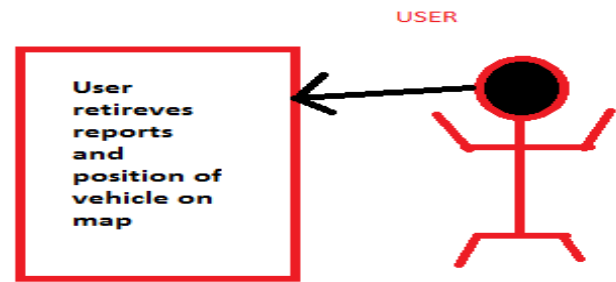 USER
User
retireves
reports
and
position of
vehicle on
map